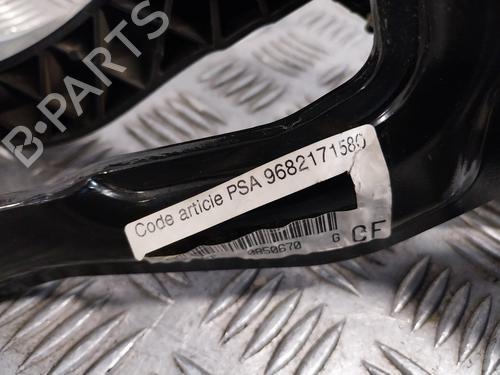 B-PARTS
Code article PSA 9682171580
0850670 G CF